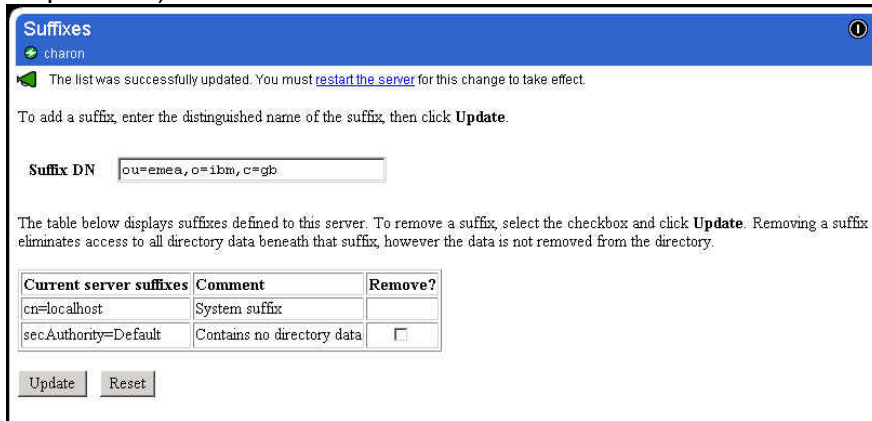 Suffixes
charon
The list was successfully updated. You must restart the server for this change to take effect.
To add a suffix, enter the distinguished name of the suffix, then click Update.
Suffix DN ou=emea,o=ibm,c=gb
The table below displays suffixes defined to this server. To remove a suffix, select the checkbox and click Update. Removing a suffix
eliminates access to all directory data beneath that suffix, however the data is not removed from the directory.
Current server suffixes Comment Remove?
cn=localhost System suffix
secAuthority=Default Contains no directory data
Update Reset